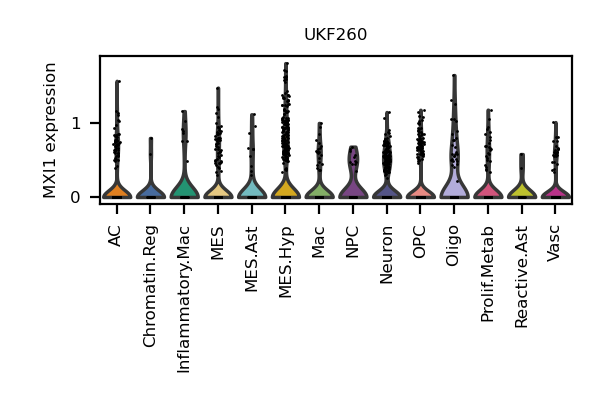 UKF260
MXI1 expression
1
0
AC
Chromatin.Reg
Inflammatory.Mac
MES
MES.Ast
MES.Hyp
Mac
NPC
Neuron
OPC
Oligo
Prolif.Metab
Reactive.Ast
Vasc